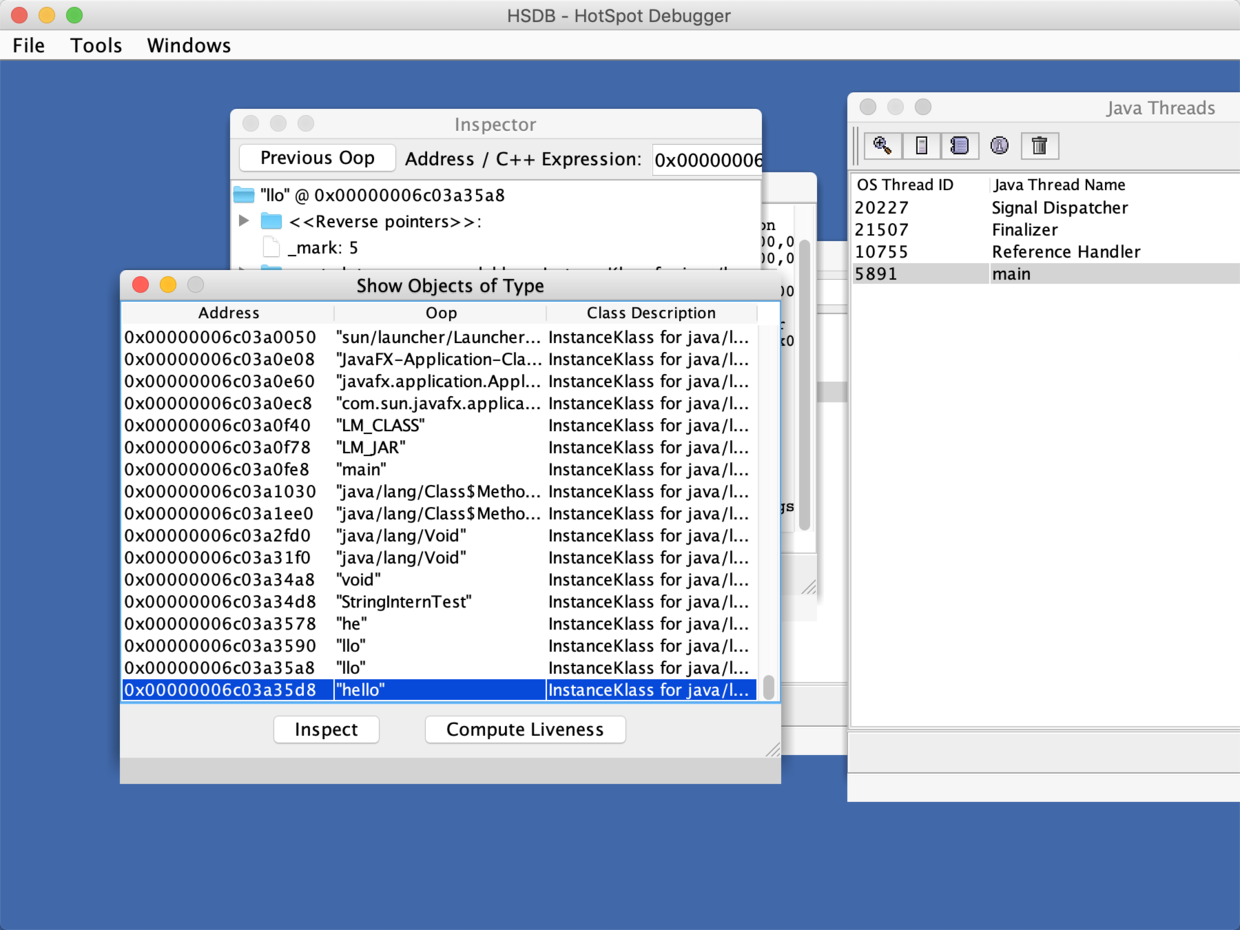 HSDB - HotSpot Debugger
File Tools Windows
Inspector
Previous Oop Address / C++ Expression: 0x00000006
"llo" @ 0x00000006c03a35a8
<<Reverse pointers>>:
_mark: 5
Show Objects of Type
Address Oop Class Description
0x00000006c03a0050 "sun/launcher/Launcher... InstanceKlass for java/l...
0x00000006c03a0e08 "JavaFX-Application-Cla... InstanceKlass for java/l...
0x00000006c03a0e60 "javafx.application.Appl... InstanceKlass for java/l...
0x00000006c03a0ec8 "com.sun.javafx.applica... InstanceKlass for java/l...
0x00000006c03a0f40 "LM_CLASS" InstanceKlass for java/l...
0x00000006c03a0f78 "LM_JAR" InstanceKlass for java/l...
0x00000006c03a0fe8 "main" InstanceKlass for java/l...
0x00000006c03a1030 "java/lang/Class$Metho... InstanceKlass for java/l...
0x00000006c03a1ee0 "java/lang/Class$Metho... InstanceKlass for java/l...
0x00000006c03a2fd0 "java/lang/Void" InstanceKlass for java/l...
0x00000006c03a31f0 "java/lang/Void" InstanceKlass for java/l...
0x00000006c03a34a8 "void" InstanceKlass for java/l...
0x00000006c03a34d8 "StringInternTest" InstanceKlass for java/l...
0x00000006c03a3578 "he" InstanceKlass for java/l...
0x00000006c03a3590 "llo" InstanceKlass for java/l...
0x00000006c03a35a8 "llo" InstanceKlass for java/l...
0x00000006c03a35d8 "hello" InstanceKlass for java/l...
Inspect Compute Liveness
Java Threads
OS Thread ID Java Thread Name
20227 Signal Dispatcher
21507 Finalizer
10755 Reference Handler
5891 main